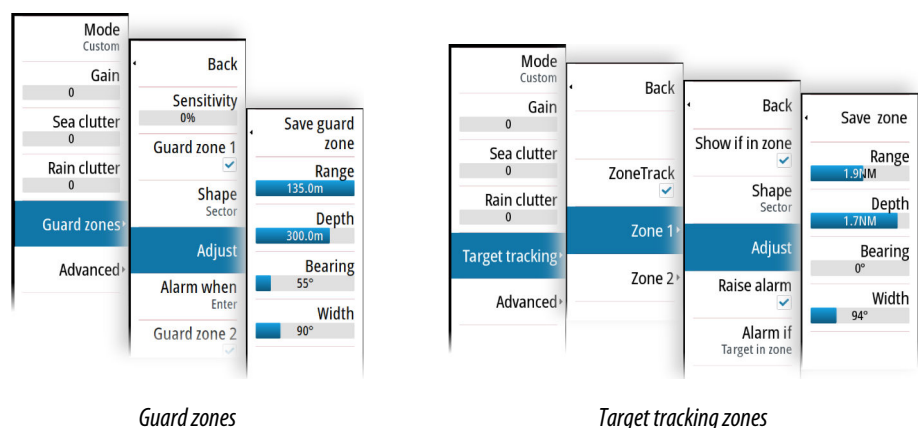 Mode
Custom
Gain
0
Sea clutter
0
Rain clutter
0
Guard zones
Advanced
Back
Sensitivity
0%
Guard zone 1
Shape
Sector
Adjust
Alarm when
Enter
Guard zone 2
Save guard
zone
Range
135.0m
Depth
300.0m
Bearing
55°
Width
90°
Guard zones
Mode
Custom
Gain
0
Sea clutter
0
Rain clutter
0
Target tracking
Advanced
Back
ZoneTrack
Zone 1
Zone 2
Back
Show if in zone
Shape
Sector
Adjust
Raise alarm
Alarm if
Target in zone
Save zone
Range
1.9NM
Depth
1.7NM
Bearing
0°
Width
94°
Target tracking zones